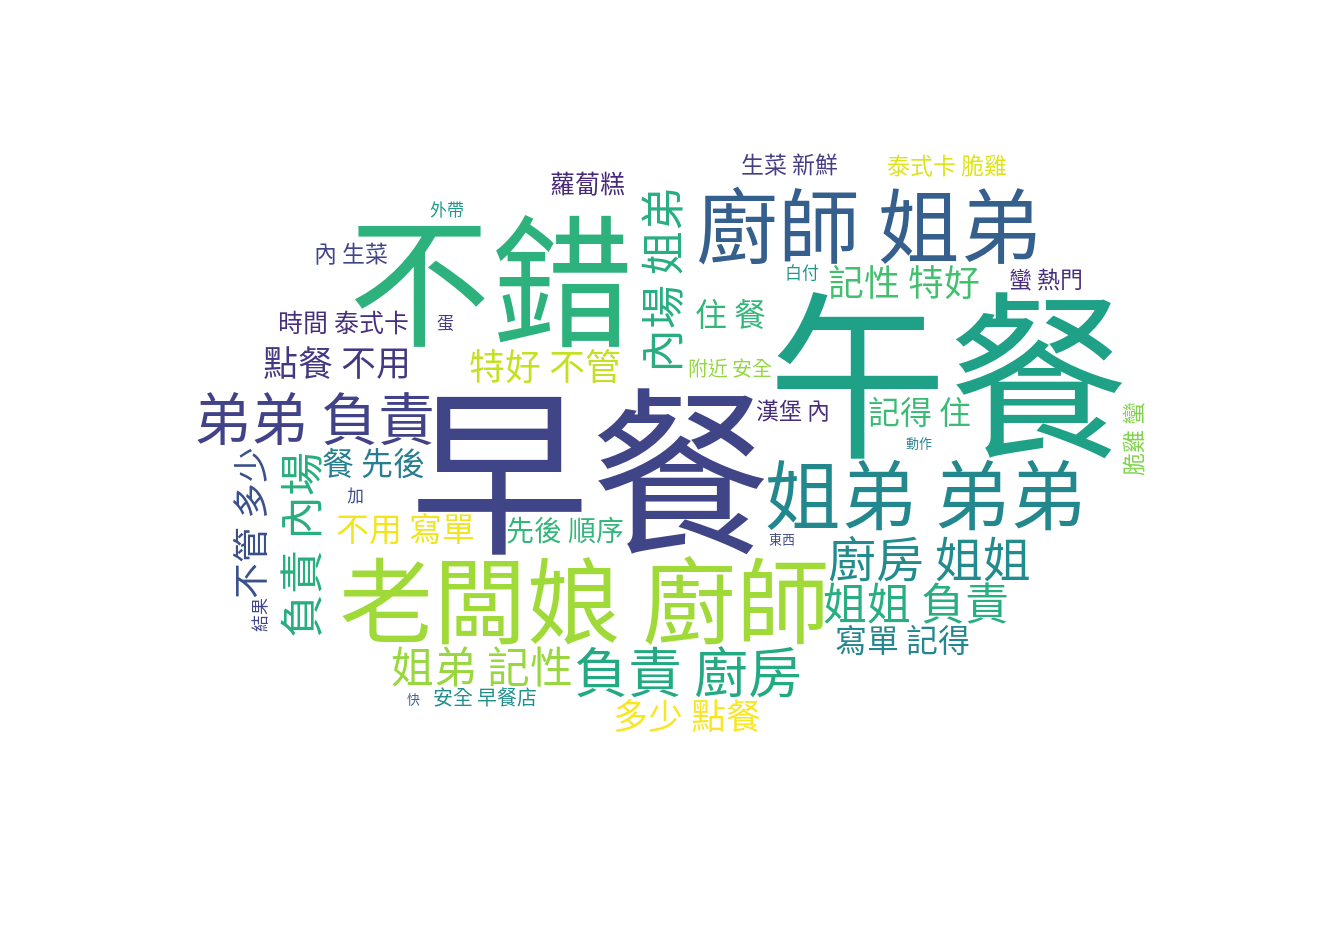 生菜 新鮮
泰式卡 脆雞
蘿蔔糕
外帶
不錯
內場 姐弟
廚師 姐弟
內 生菜
白付
記性 特好
蠻 熱門
時間 泰式卡
蛋
住 餐
午餐
點餐 不用
特好 不管
附近 安全
弟弟 負責
早餐
漢堡 內
記得 住
脆雞 蠻
動作
不管 多少
負責 內場
餐 先後
姐弟 弟弟
加
不用 寫單
先後 順序
東西
廚房 姐姐
老闆娘 廚師
姐姐 負責
結果
寫單 記得
姐弟 記性
負責 廚房
快
安全 早餐店
多少 點餐